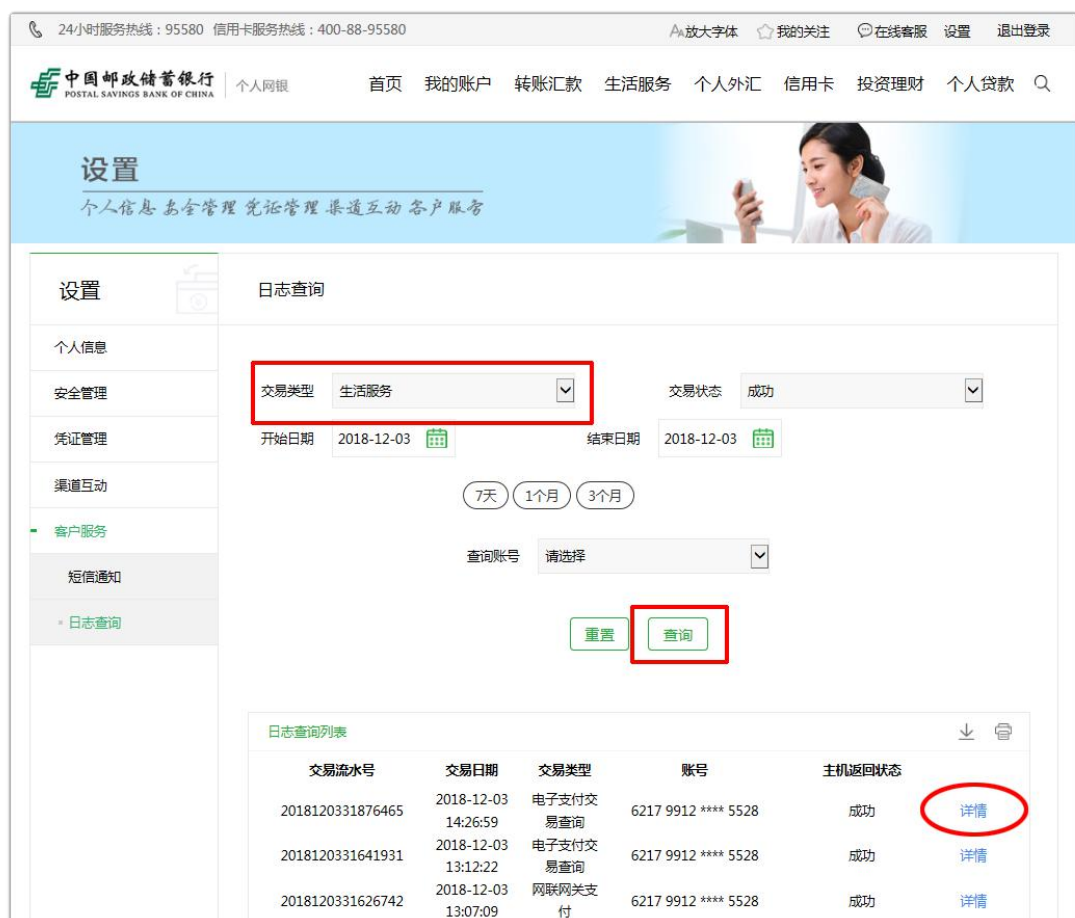 24小时服务热线：95580 信用卡服务热线：400-88-95580 AA放大字体 我的关注 在线客服 设置 退出登录
中国邮政储蓄银行 个人网银 首页 我的账户 转账汇款 生活服务 个人外汇 信用卡 投资理财 个人贷款
POSTAL SAVINGS BANK OF CHINA
设置
个人信息 安全管理 凭证管理 渠道互动 客户服务
设置 日志查询
个人信息
安全管理 交易类型 生活服务 交易状态 成功
凭证管理 开始日期 2018-12-03 结束日期 2018-12-03
渠道互动 7天 1个月 3个月
客户服务
查询账号 请选择
短信通知
日志查询
重置 查询
日志查询列表
交易流水号 交易日期 交易类型 账号 主机返回状态
2018120331876465 2018-12-03 14:26:59 电子支付交易查询 6217 9912 **** 5528 成功 详情
2018120331641931 2018-12-03 13:12:22 电子支付交易查询 6217 9912 **** 5528 成功 详情
2018120331626742 2018-12-03 13:07:09 网联网关支付 6217 9912 **** 5528 成功 详情